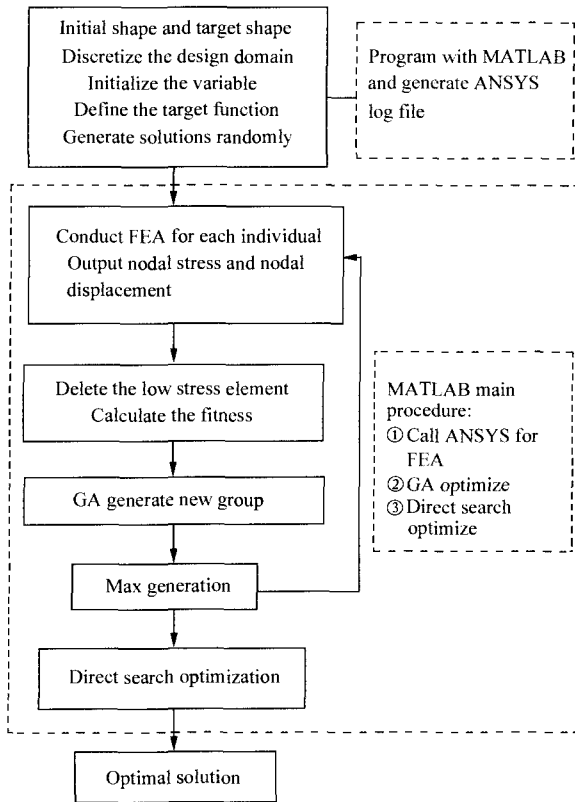 Initial shape and target shape
Discretize the design domain
Initialize the variable
Define the target function
Generate solutions randomly
Program with MATLAB
and generate ANSYS
log file
Conduct FEA for each individual
Output nodal stress and nodal
displacement
Delete the low stress element
Calculate the fitness
GA generate new group
Max generation
Direct search optimization
MATLAB main
procedure:
①Call ANSYS for
FEA
②GA optimize
③Direct search
optimize
Optimal solution